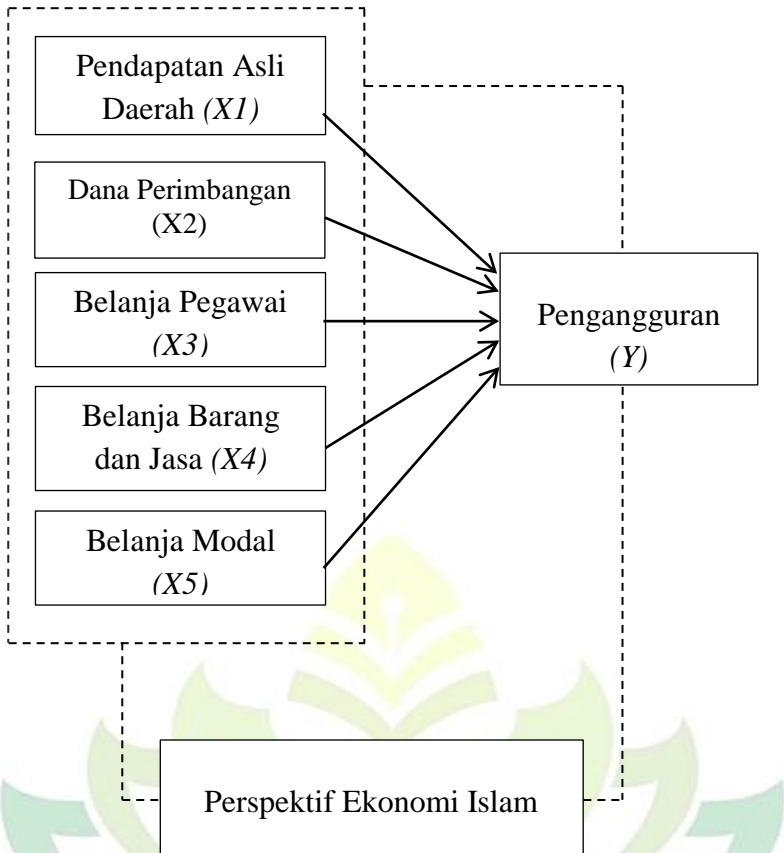 Pendapatan Asli
Daerah (X1)
Dana Perimbangan
(X2)
Belanja Pegawai
(X3)
Belanja Barang
dan Jasa (X4)
Belanja Modal
(X5)
Pengangguran
(Y)
Perspektif Ekonomi Islam